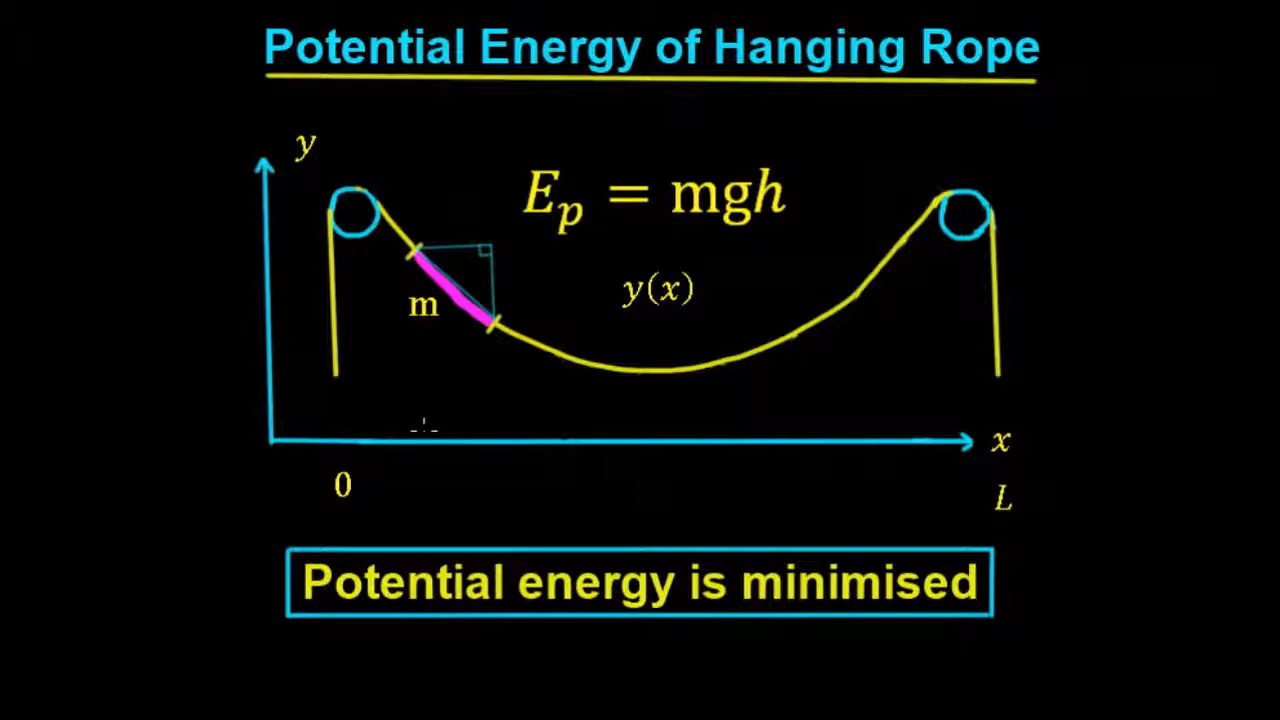 Potential Energy of Hanging Rope
y
E_p = mgh
y(x)
m
x
0
L
Potential energy is minimised